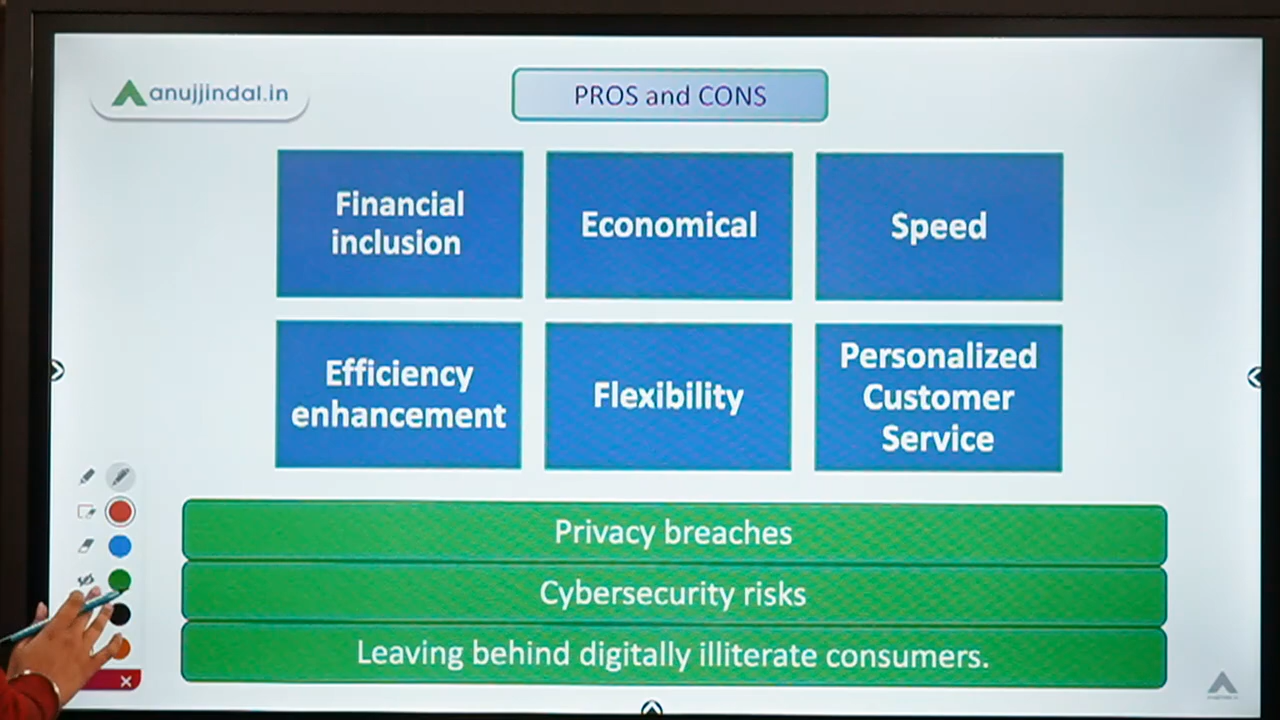 anujjindal.in
PROS and CONS
Financial
inclusion
Economical
Speed
Efficiency
enhancement
Flexibility
Personalized
Customer
Service
Privacy breaches
Cybersecurity risks
Leaving behind digitally illiterate consumers.